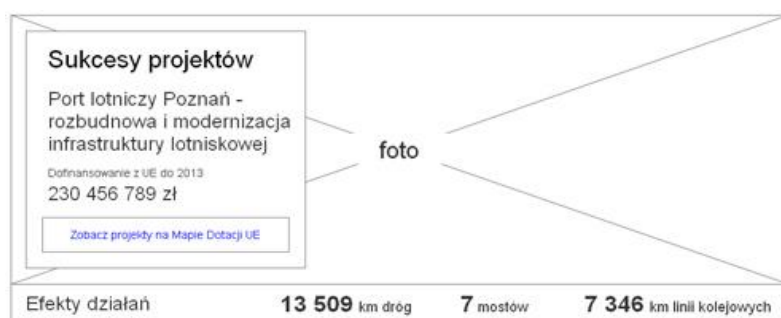 Sukcesy projektów
Port lotniczy Poznań -
rozbudnowa i modernizacja
infrastruktury lotniskowej
Dofinansowanie z UE do 2013
230 456 789 zł
Zobacz projekty na Mapie Dotacji UE
foto
Efekty działań 13 509 km dróg 7 mostów 7 346 km linii kolejowych